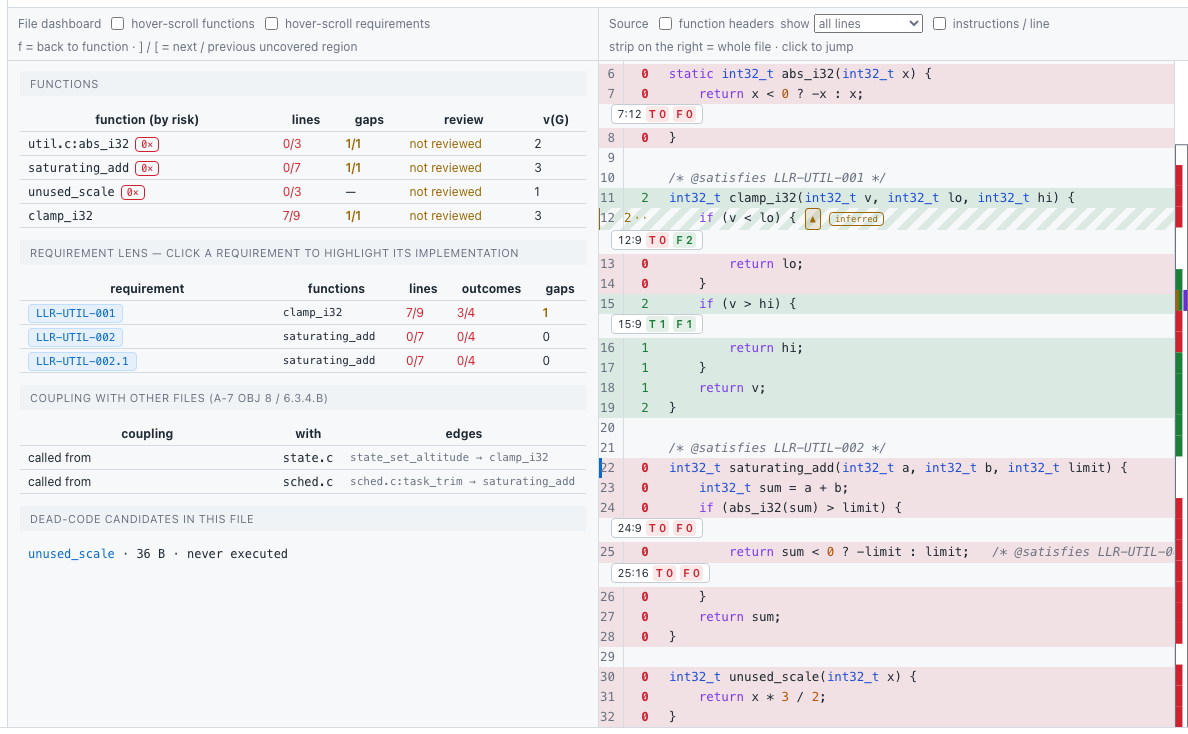 File dashboard hover-scroll functions hover-scroll requirements
f = back to function · ] / [ = next / previous uncovered region
FUNCTIONS
function (by risk) lines gaps review v(G)
util.c:abs_i32 0× 0/3 1/1 not reviewed 2
saturating_add 0× 0/7 1/1 not reviewed 3
unused_scale 0× 0/3 — not reviewed 1
clamp_i32 7/9 1/1 not reviewed 3
REQUIREMENT LENS — CLICK A REQUIREMENT TO HIGHLIGHT ITS IMPLEMENTATION
requirement functions lines outcomes gaps
LLR-UTIL-001 clamp_i32 7/9 3/4 1
LLR-UTIL-002 saturating_add 0/7 0/4 0
LLR-UTIL-002.1 saturating_add 0/7 0/4 0
COUPLING WITH OTHER FILES (A-7 OBJ 8 / 6.3.4.B)
coupling with edges
called from state.c state_set_altitude → clamp_i32
called from sched.c sched.c:task_trim → saturating_add
DEAD-CODE CANDIDATES IN THIS FILE
unused_scale · 36 B · never executed
Source function headers show all lines instructions / line
strip on the right = whole file · click to jump
6 0 static int32_t abs_i32(int32_t x) {
7 0 return x < 0 ? -x : x;
7:12 T 0 F 0
8 0 }
9
10 /* @satisfies LLR-UTIL-001 */
11 2 int32_t clamp_i32(int32_t v, int32_t lo, int32_t hi) {
12 2·· if (v < lo) { ▲ inferred
12:9 T 0 F 2
13 0 return lo;
14 0 }
15 2 if (v > hi) {
15:9 T 1 F 1
16 1 return hi;
17 1 }
18 1 return v;
19 2 }
20
21 /* @satisfies LLR-UTIL-002 */
22 0 int32_t saturating_add(int32_t a, int32_t b, int32_t limit) {
23 0 int32_t sum = a + b;
24 0 if (abs_i32(sum) > limit) {
24:9 T 0 F 0
25 0 return sum < 0 ? -limit : limit; /* @satisfies LLR-UTIL-0
25:16 T 0 F 0
26 0 }
27 0 return sum;
28 0 }
29
30 0 int32_t unused_scale(int32_t x) {
31 0 return x * 3 / 2;
32 0 }